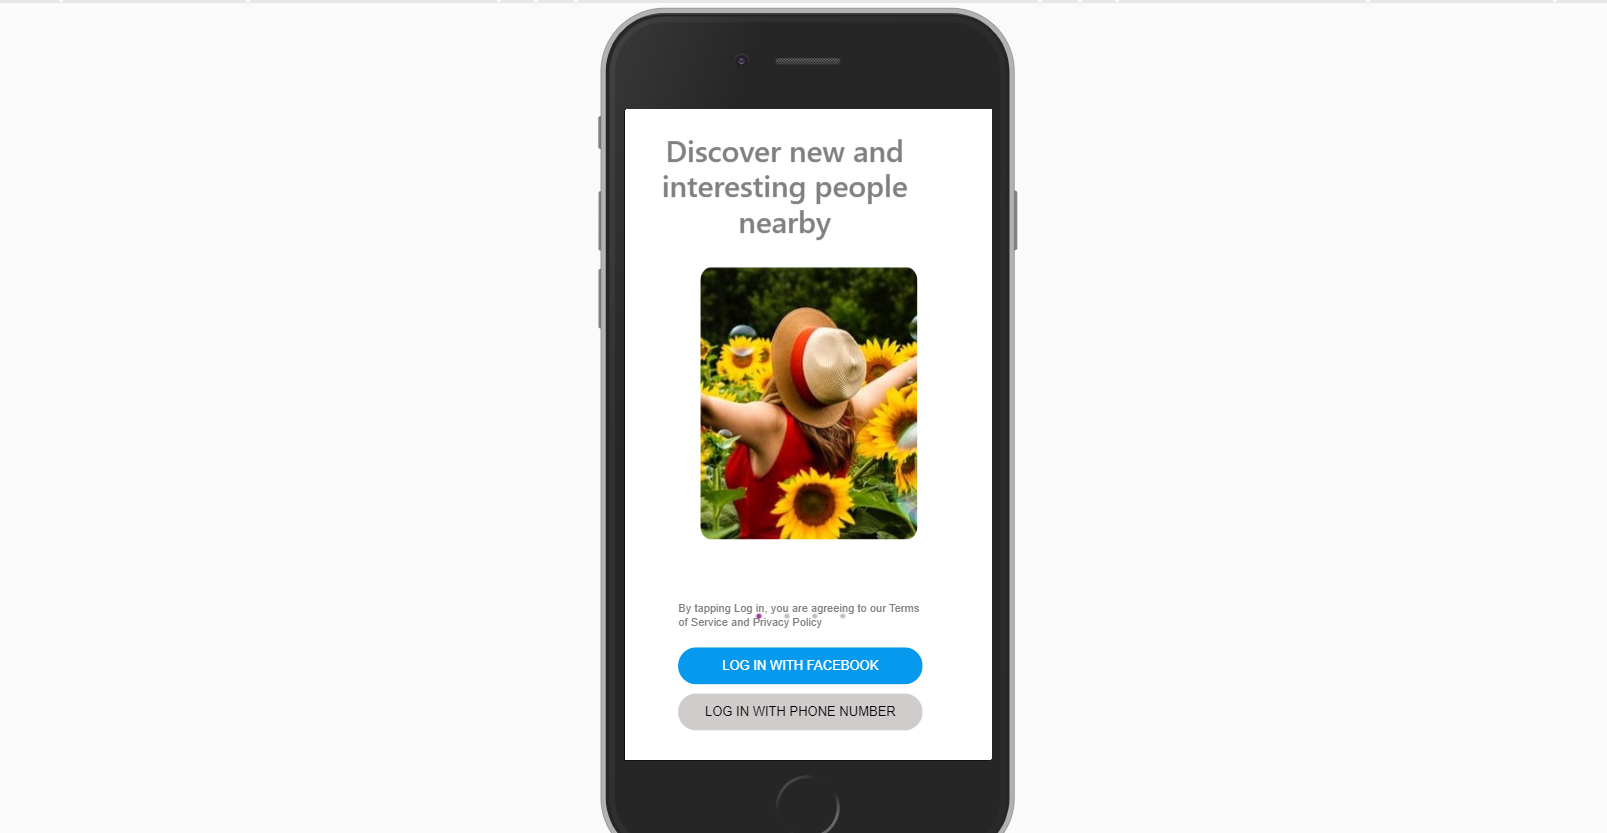 Discover new and
interesting people
nearby
By tapping Log in, you are agreeing to our Terms
of Service and Privacy Policy
LOG IN WITH FACEBOOK
LOG IN WITH PHONE NUMBER